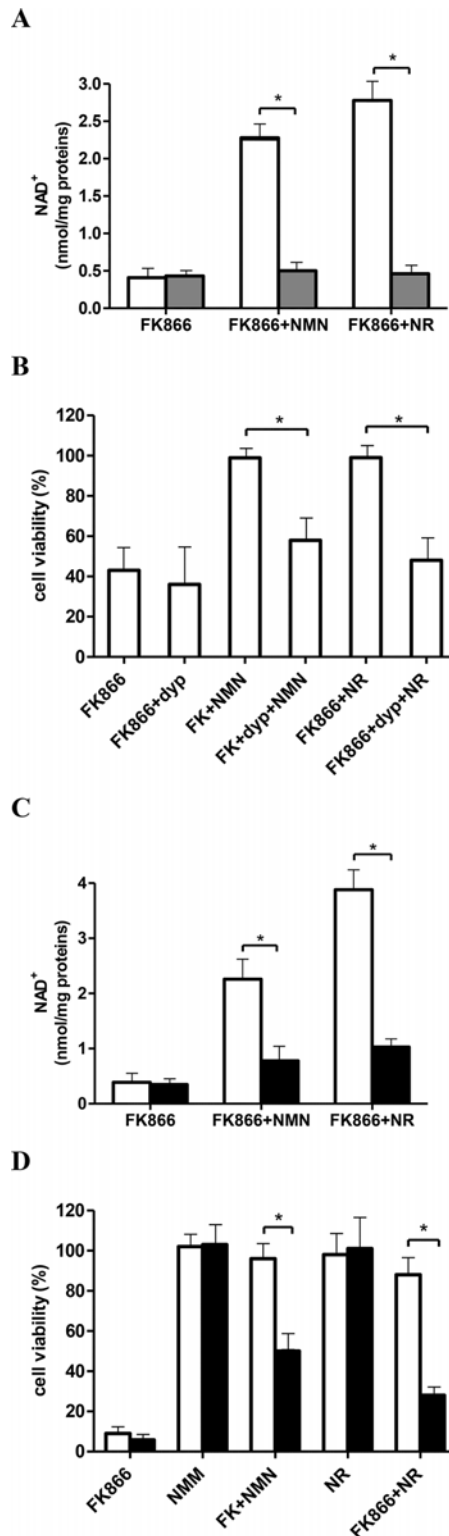 A
*
*
3.0
2.5
2.0
1.5
1.0
0.5
0.0
NAD+
(nmol/mg proteins)
FK866
FK866+NMN
FK866+NR
B
*
*
120
100
80
60
40
20
0
cell viability (%)
FK866
FK866+dyp
FK+NMN
FK+dyp+NMN
FK866+NR
FK866+dyp+NR
C
*
*
4
3
2
1
0
NAD+
(nmol/mg proteins)
FK866
FK866+NMN
FK866+NR
D
*
*
120
100
80
60
40
20
0
cell viability (%)
FK866
NMM
FK+NMN
NR
FK866+NR